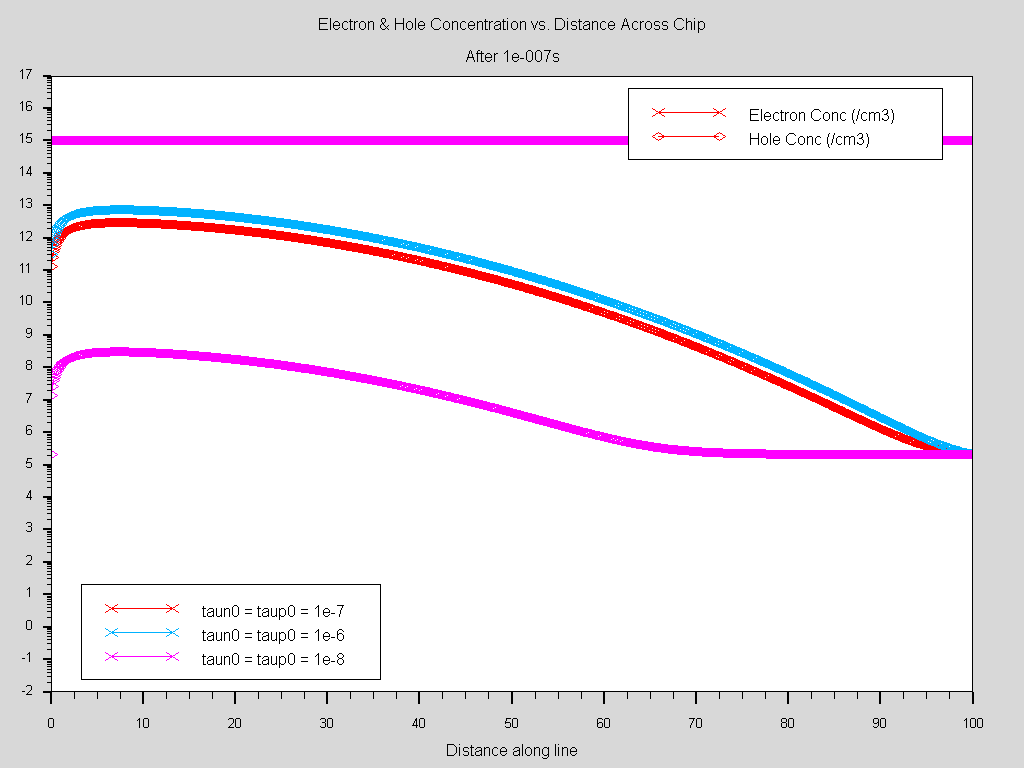 Electron & Hole Concentration vs. Distance Across Chip
After 1e-007s
17
16
15
14
13
12
11
10
9
8
7
6
5
4
3
2
1
0
-1
-2
Electron Conc (/cm3)
Hole Conc (/cm3)
taun0 = taup0 = 1e-7
taun0 = taup0 = 1e-6
taun0 = taup0 = 1e-8
0 10 20 30 40 50 60 70 80 90 100
Distance along line